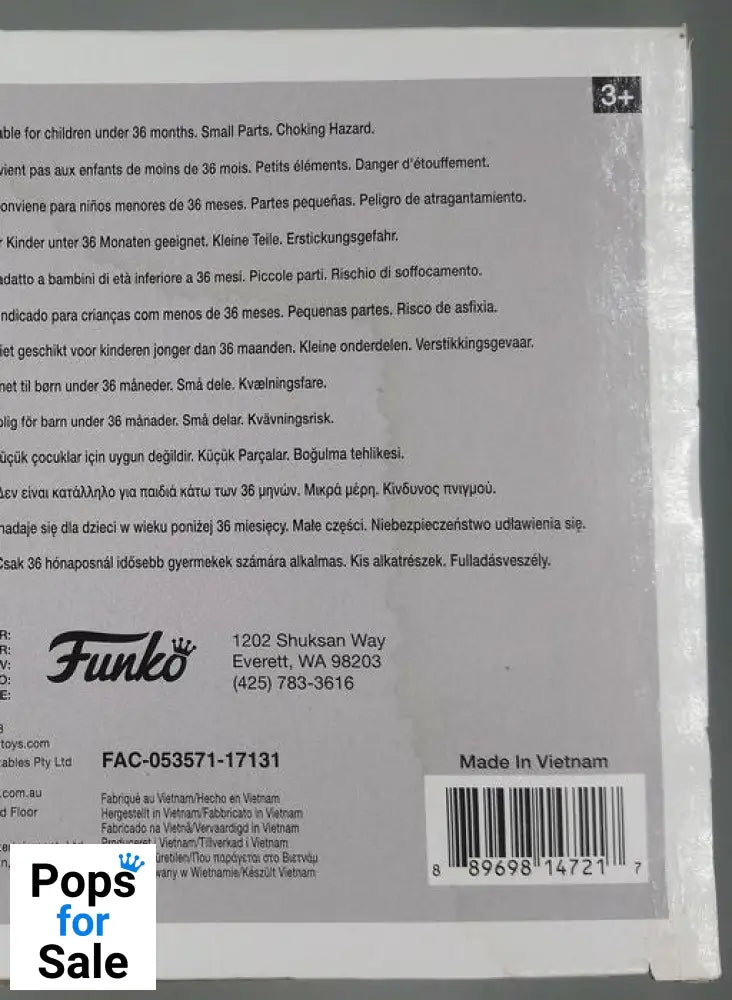 3+
able for children under 36 months. Small Parts. Choking Hazard.
vient pas aux enfants de moins de 36 mois. Petits éléments. Danger d'étouffement.
onviene para niños menores de 36 meses. Partes pequeñas. Peligro de atragantamiento.
r Kinder unter 36 Monaten geeignet. Kleine Teile. Erstickungsgefahr.
adatto a bambini di età inferiore a 36 mesi. Piccole parti. Rischio di soffocamento.
ndicado para crianças com menos de 36 meses. Pequenas partes. Risco de asfixia.
iet geschikt voor kinderen jonger dan 36 maanden. Kleine onderdelen. Verstikkingsgevaar.
net til børn under 36 måneder. Små dele. Kvælningsfare.
plig för barn under 36 månader. Små delar. Kvävningsrisk.
üçük çocuklar için uygun değildir. Küçük Parçalar. Boğulma tehlikesi.
Δεν είναι κατάλληλο για παιδιά κάτω των 36 μηνών. Μικρά μέρη. Κίνδυνος πνιγμού.
nadaje się dla dzieci w wieku poniżej 36 miesięcy. Małe części. Niebezpieczeństwo udławienia się.
Csak 36 hónaposnál idősebb gyermekek számára alkalmas. Kis alkatrészek. Fulladásveszély.
R:
R:
V:
O:
E:
Funko
1202 Shuksan Way
Everett, WA 98203
(425) 783-3616
3
toys.com
ables Pty Ltd
.com.au
d Floor
FAC-053571-17131
Fabriqué au Vietnam/Hecho en Vietnam
Hergestellt in Vietnam/Fabbricato in Vietnam
Fabricado na Vietnã/Vervaardigd in Vietnam
Produceret i Vietnam/Tillverkad i Vietnam
üretilen/Που παράγεται στο Βιετνάμ
wany w Wietnamie/Készült Vietnam
Made In Vietnam
8 89698 14721 7
Pops
for
Sale